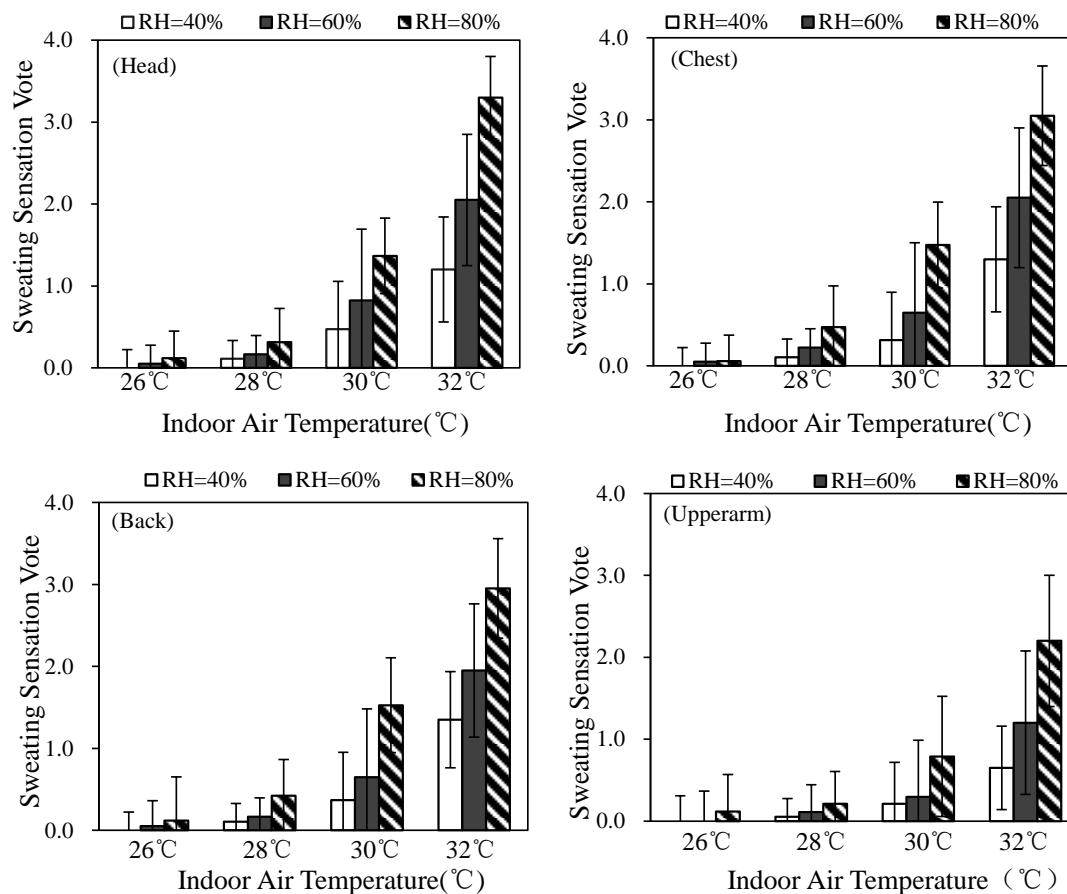 RH=40% RH=60% RH=80%
(Head)
Sweating Sensation Vote
4.0
3.0
2.0
1.0
0.0
26℃ 28℃ 30℃ 32℃
Indoor Air Temperature(℃)
RH=40% RH=60% RH=80%
(Chest)
Sweating Sensation Vote
4.0
3.0
2.0
1.0
0.0
26℃ 28℃ 30℃ 32℃
Indoor Air Temperature(℃)
RH=40% RH=60% RH=80%
(Back)
Sweating Sensation Vote
4.0
3.0
2.0
1.0
0.0
26℃ 28℃ 30℃ 32℃
Indoor Air Temperature(℃)
RH=40% RH=60% RH=80%
(Upperarm)
Sweating Sensation Vote
4.0
3.0
2.0
1.0
0.0
26℃ 28℃ 30℃ 32℃
Indoor Air Temperature（℃）